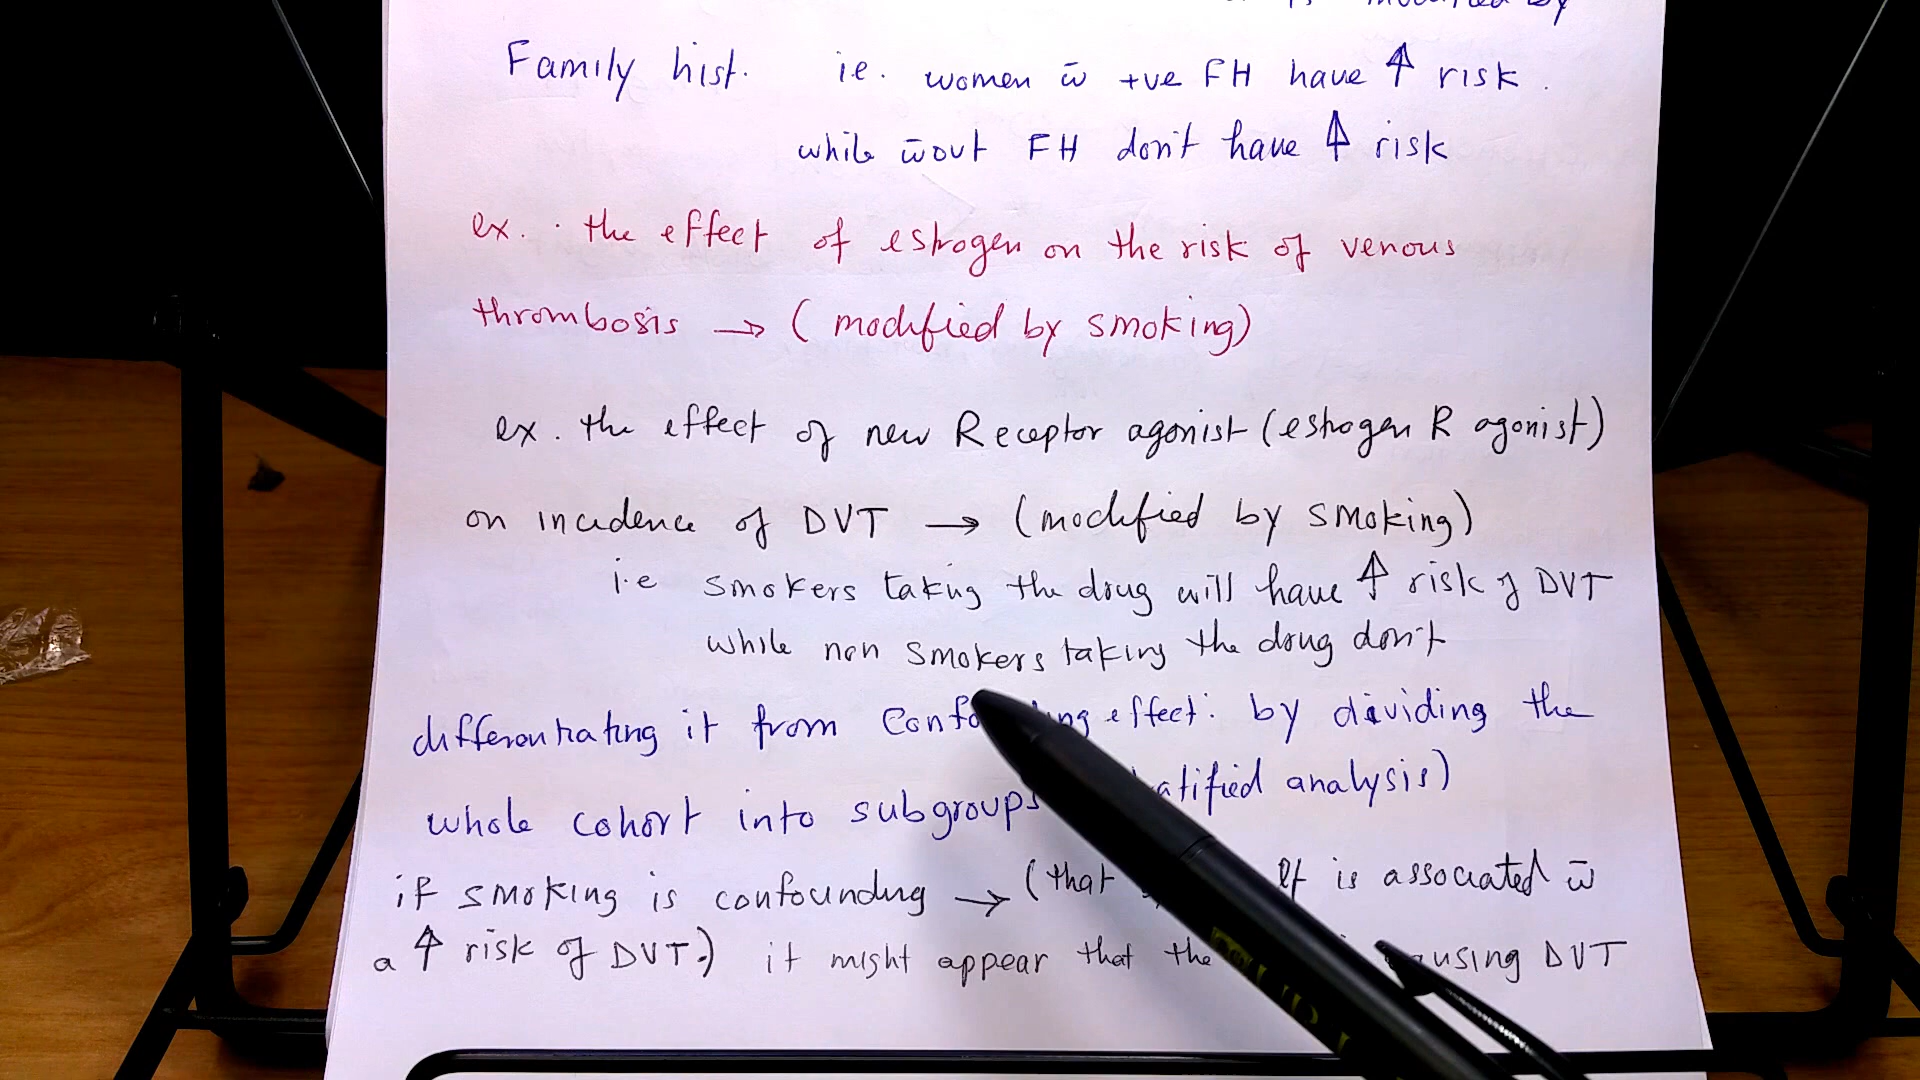 is modified by
Family hist. i.e. women w̄ +ve FH have ↑ risk.
while w̄out FH don't have ↑ risk
ex. the effect of estrogen on the risk of venous
thrombosis → (modified by smoking)
ex. the effect of new Receptor agonist (estrogen R agonist)
on incidence of DVT → (modified by smoking)
i.e smokers taking the drug will have ↑ risk of DVT
while non smokers taking the drug don't
differentiating it from effect: by dividing the
whole cohort into subgroups analysis)
if smoking is confounding → (that is associated w̄
a ↑ risk of DVT.) it might appear that the DVT